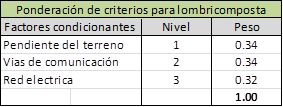 Ponderación de criterios para lombricomposta
Factores condicionantes Nivel Peso
Pendiente del terreno 1 0.34
Vias de comunicación 2 0.34
Red electrica 3 0.32
1.00